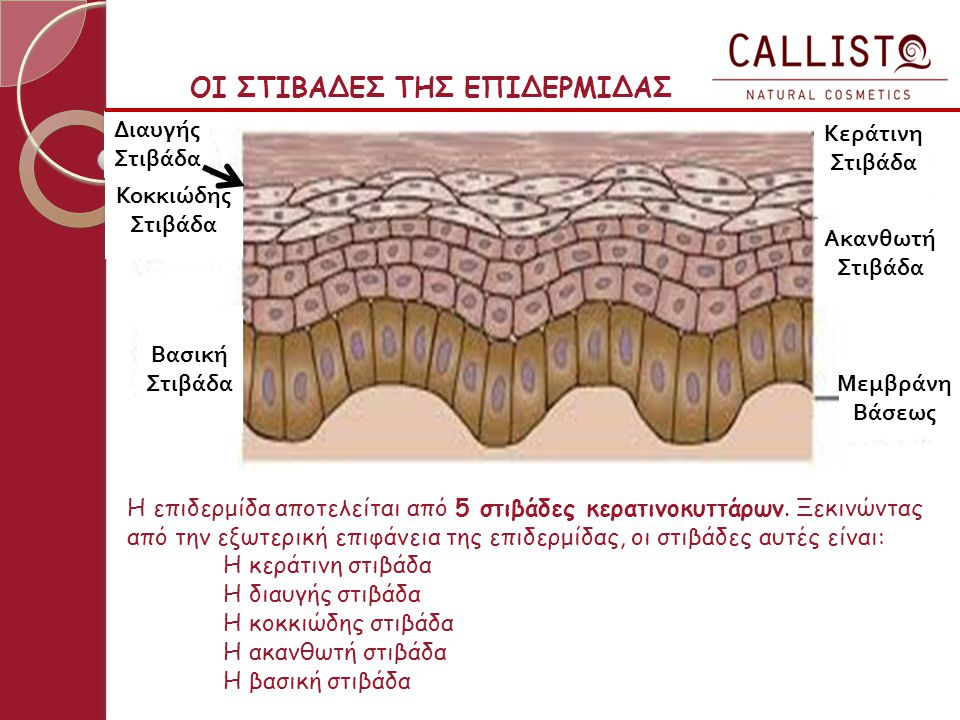 ΟΙ ΣΤΙΒΑΔΕΣ ΤΗΣ ΕΠΙΔΕΡΜΙΔΑΣ
CALLISTO
NATURAL COSMETICS
Διαυγής
Στιβάδα
Κοκκιώδης
Στιβάδα
Βασική
Στιβάδα
Κεράτινη
Στιβάδα
Ακανθωτή
Στιβάδα
Μεμβράνη
Βάσεως
Η επιδερμίδα αποτελείται από 5 στιβάδες κερατινοκυττάρων. Ξεκινώντας
από την εξωτερική επιφάνεια της επιδερμίδας, οι στιβάδες αυτές είναι:
Η κεράτινη στιβάδα
Η διαυγής στιβάδα
Η κοκκιώδης στιβάδα
Η ακανθωτή στιβάδα
Η βασική στιβάδα